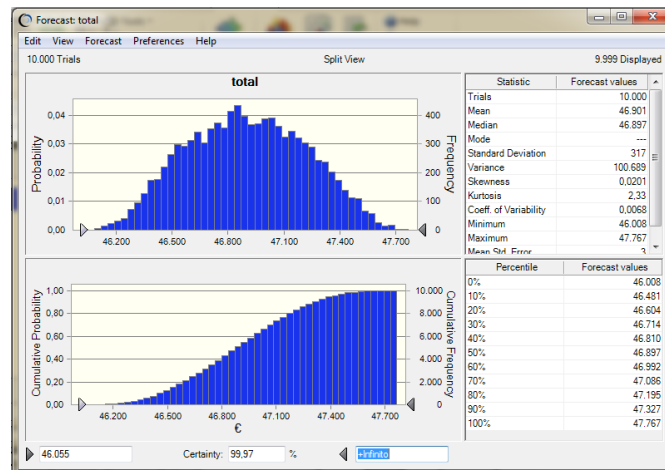 Forecast: total
Edit View Forecast Preferences Help
10.000 Trials Split View 9.999 Displayed
total
Probability
0,04
0,03
0,02
0,01
0,00
Frequency
400
300
200
100
0
46.200 46.500 46.800 47.100 47.400 47.700
Statistic Forecast values
Trials 10.000
Mean 46.901
Median 46.897
Mode ---
Standard Deviation 317
Variance 100.689
Skewness 0,0201
Kurtosis 2,33
Coeff. of Variability 0,0068
Minimum 46.008
Maximum 47.767
Mean Std. Error 3
Cumulative Probability
1,00
0,80
0,60
0,40
0,20
0,00
Cumulative Frequency
10.000
8.000
6.000
4.000
2.000
0
46.200 46.500 46.800 47.100 47.400 47.700
€
Percentile Forecast values
0% 46.008
10% 46.481
20% 46.604
30% 46.714
40% 46.810
50% 46.897
60% 46.992
70% 47.086
80% 47.195
90% 47.327
100% 47.767
46.055 Certainty: 99,97 % +Infinito